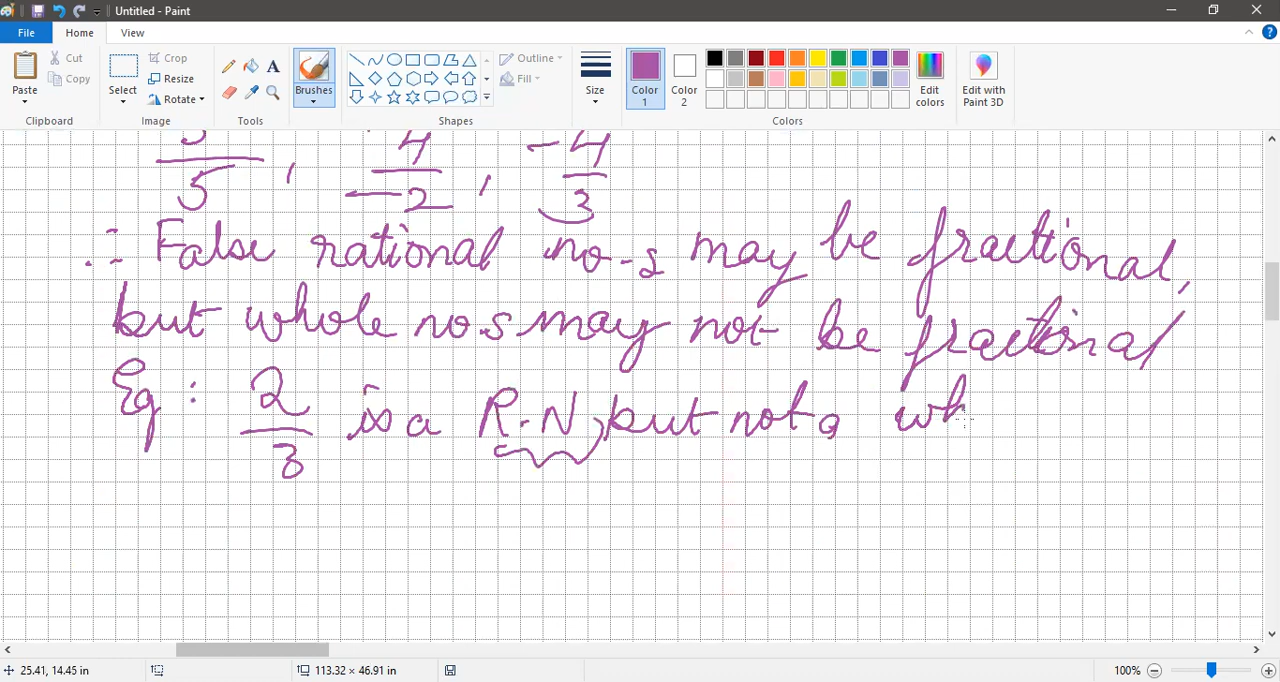 Untitled - Paint
File Home View
Paste Cut Copy Select Crop Resize Rotate Brushes Outline Fill Size Color 1 Color 2 Edit colors Edit with Paint 3D
Clipboard Image Tools Shapes Colors
5 , 4 / -2 , -4 / 3
∴ False rational no-s may be fractional,
but whole nos may not be fractional
Eg : 2/3 is a R.N, but not a wh
25.41, 14.45 in 113.32 × 46.91 in 100%